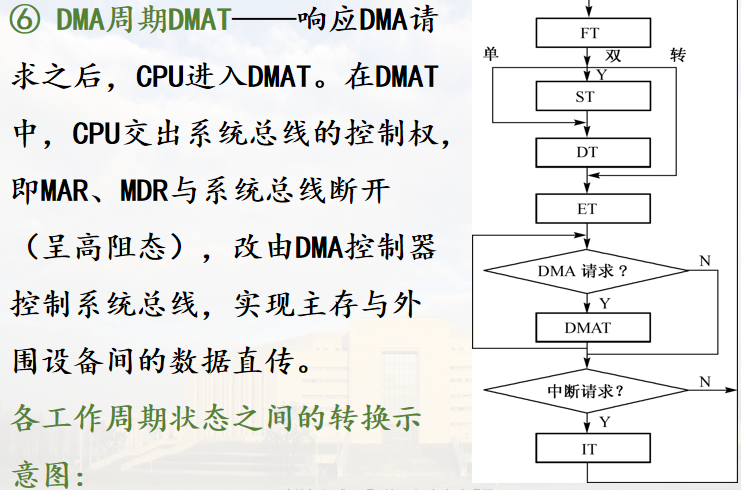 ⑥ DMA周期DMAT——响应DMA请
求之后，CPU进入DMAT。在DMAT
中，CPU交出系统总线的控制权，
即MAR、MDR与系统总线断开
（呈高阻态），改由DMA控制器
控制系统总线，实现主存与外
围设备间的数据直传。
各工作周期状态之间的转换示
意图：
FT
单 双 转
Y
ST
DT
ET
DMA 请求？ N
Y
DMAT
中断请求？ N
Y
IT